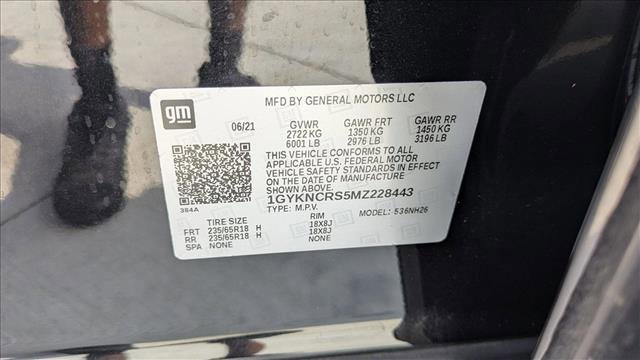 gm
MFD BY GENERAL MOTORS LLC
06/21 GVWR GAWR FRT GAWR RR
2722 KG 1350 KG 1450 KG
6001 LB 2976 LB 3196 LB
THIS VEHICLE CONFORMS TO ALL
APPLICABLE U.S. FEDERAL MOTOR
VEHICLE SAFETY STANDARDS IN EFFECT
ON THE DATE OF MANUFACTURE
1GYKNCRS5MZ228443
384A TYPE: M.P.V. MODEL: 536NH26
TIRE SIZE RIM
FRT 235/65R18 H 18X8J
RR 235/65R18 H 18X8J
SPA NONE NONE